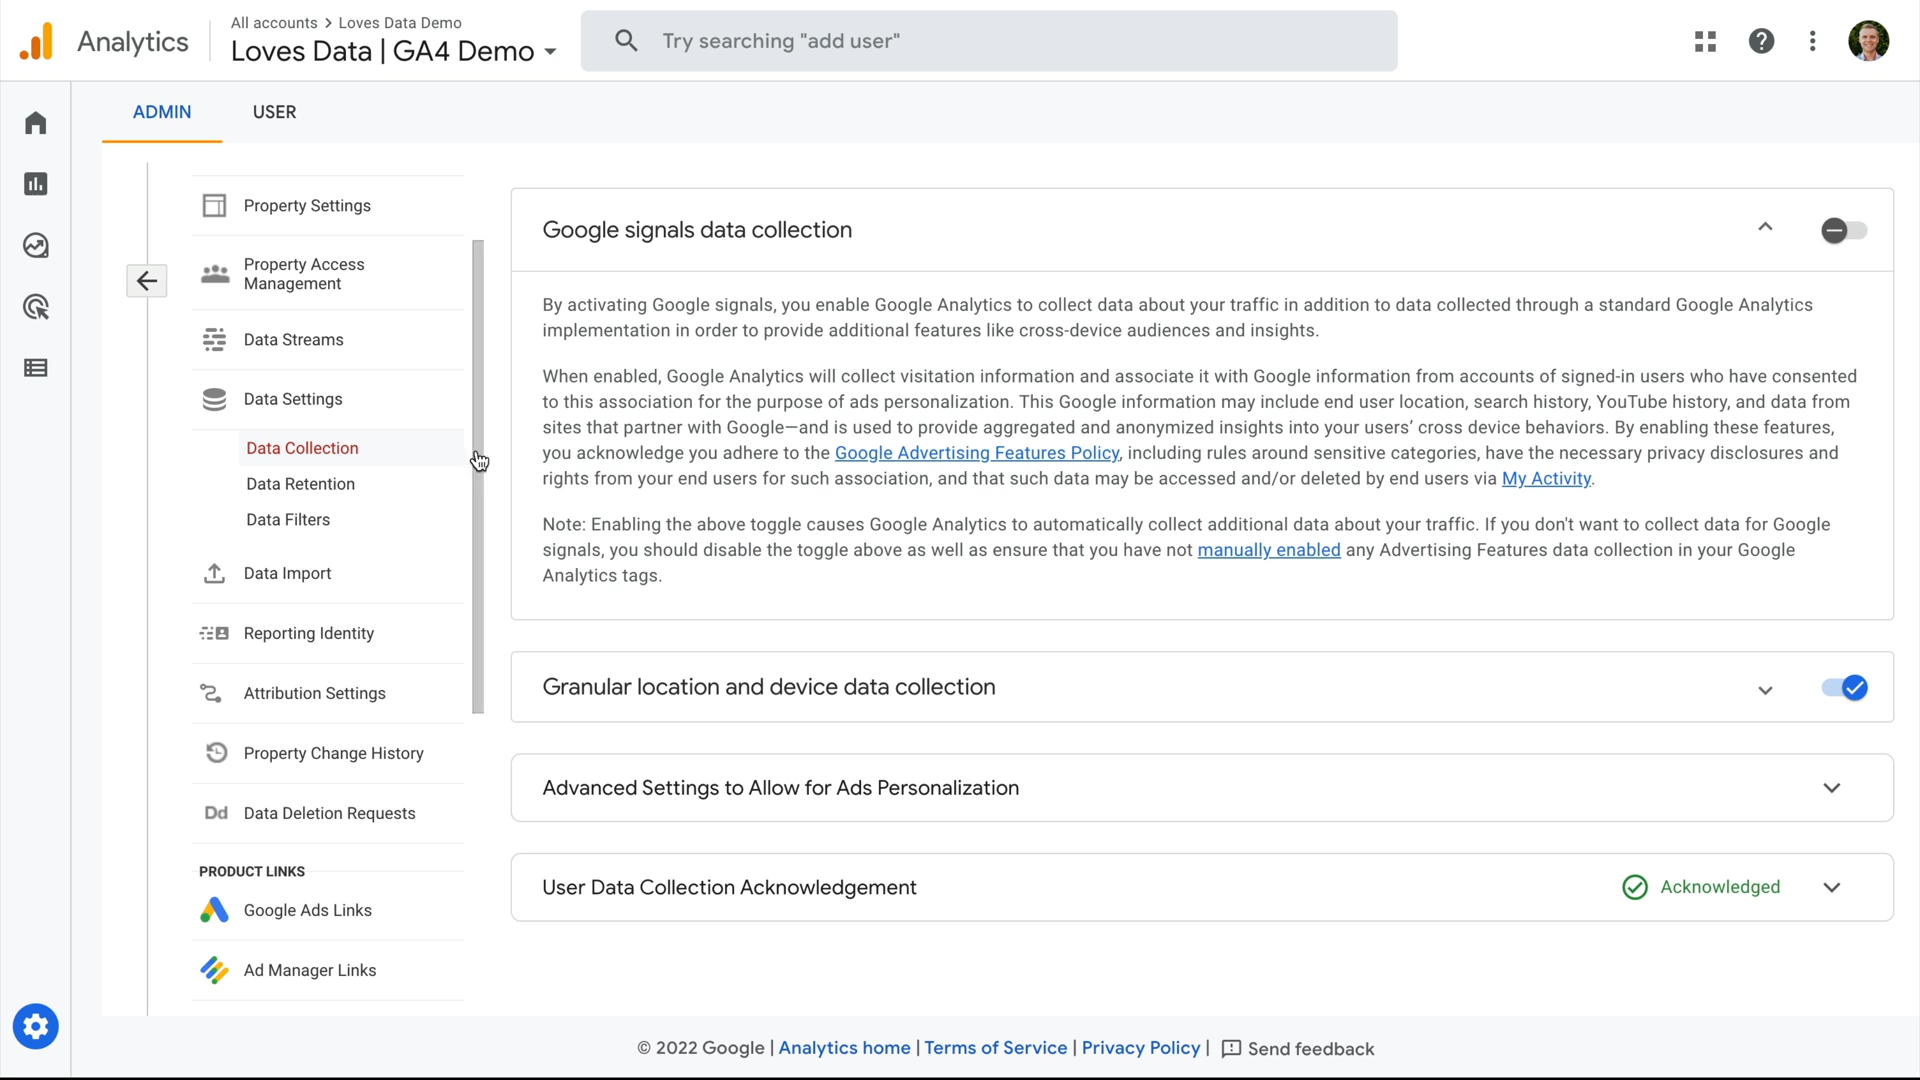 Analytics
All accounts > Loves Data Demo
Loves Data | GA4 Demo
Try searching "add user"
ADMIN
USER
Property Settings
Property Access
Management
Data Streams
Data Settings
Data Collection
Data Retention
Data Filters
Data Import
Reporting Identity
Attribution Settings
Property Change History
Dd Data Deletion Requests
PRODUCT LINKS
Google Ads Links
Ad Manager Links
Google signals data collection
By activating Google signals, you enable Google Analytics to collect data about your traffic in addition to data collected through a standard Google Analytics
implementation in order to provide additional features like cross-device audiences and insights.
When enabled, Google Analytics will collect visitation information and associate it with Google information from accounts of signed-in users who have consented
to this association for the purpose of ads personalization. This Google information may include end user location, search history, YouTube history, and data from
sites that partner with Google—and is used to provide aggregated and anonymized insights into your users' cross device behaviors. By enabling these features,
you acknowledge you adhere to the Google Advertising Features Policy, including rules around sensitive categories, have the necessary privacy disclosures and
rights from your end users for such association, and that such data may be accessed and/or deleted by end users via My Activity.
Note: Enabling the above toggle causes Google Analytics to automatically collect additional data about your traffic. If you don't want to collect data for Google
signals, you should disable the toggle above as well as ensure that you have not manually enabled any Advertising Features data collection in your Google
Analytics tags.
Granular location and device data collection
Advanced Settings to Allow for Ads Personalization
User Data Collection Acknowledgement
Acknowledged
© 2022 Google | Analytics home | Terms of Service | Privacy Policy | Send feedback